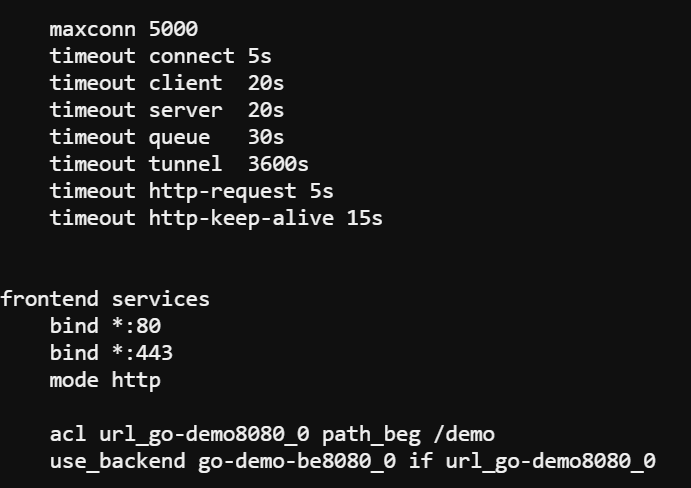 maxconn 5000
timeout connect 5s
timeout client  20s
timeout server  20s
timeout queue   30s
timeout tunnel  3600s
timeout http-request 5s
timeout http-keep-alive 15s
frontend services
bind *:80
bind *:443
mode http
acl url_go-demo8080_0 path_beg /demo
use_backend go-demo-be8080_0 if url_go-demo8080_0